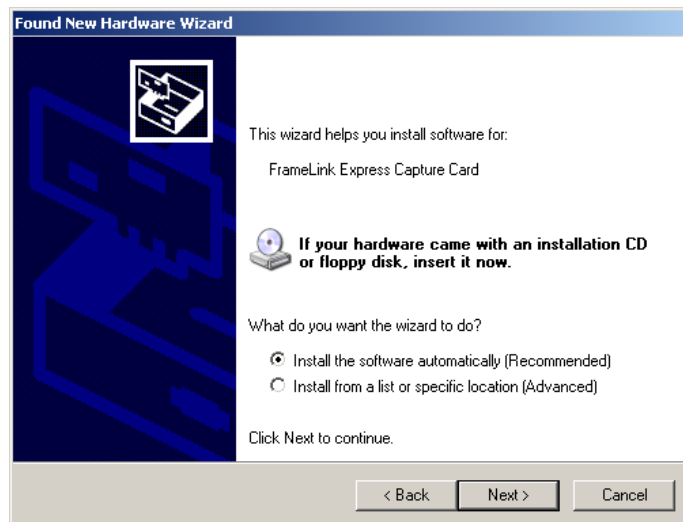 Found New Hardware Wizard
This wizard helps you install software for:
FrameLink Express Capture Card
If your hardware came with an installation CD
or floppy disk, insert it now.
What do you want the wizard to do?
Install the software automatically (Recommended)
Install from a list or specific location (Advanced)
Click Next to continue.
< Back
Next >
Cancel